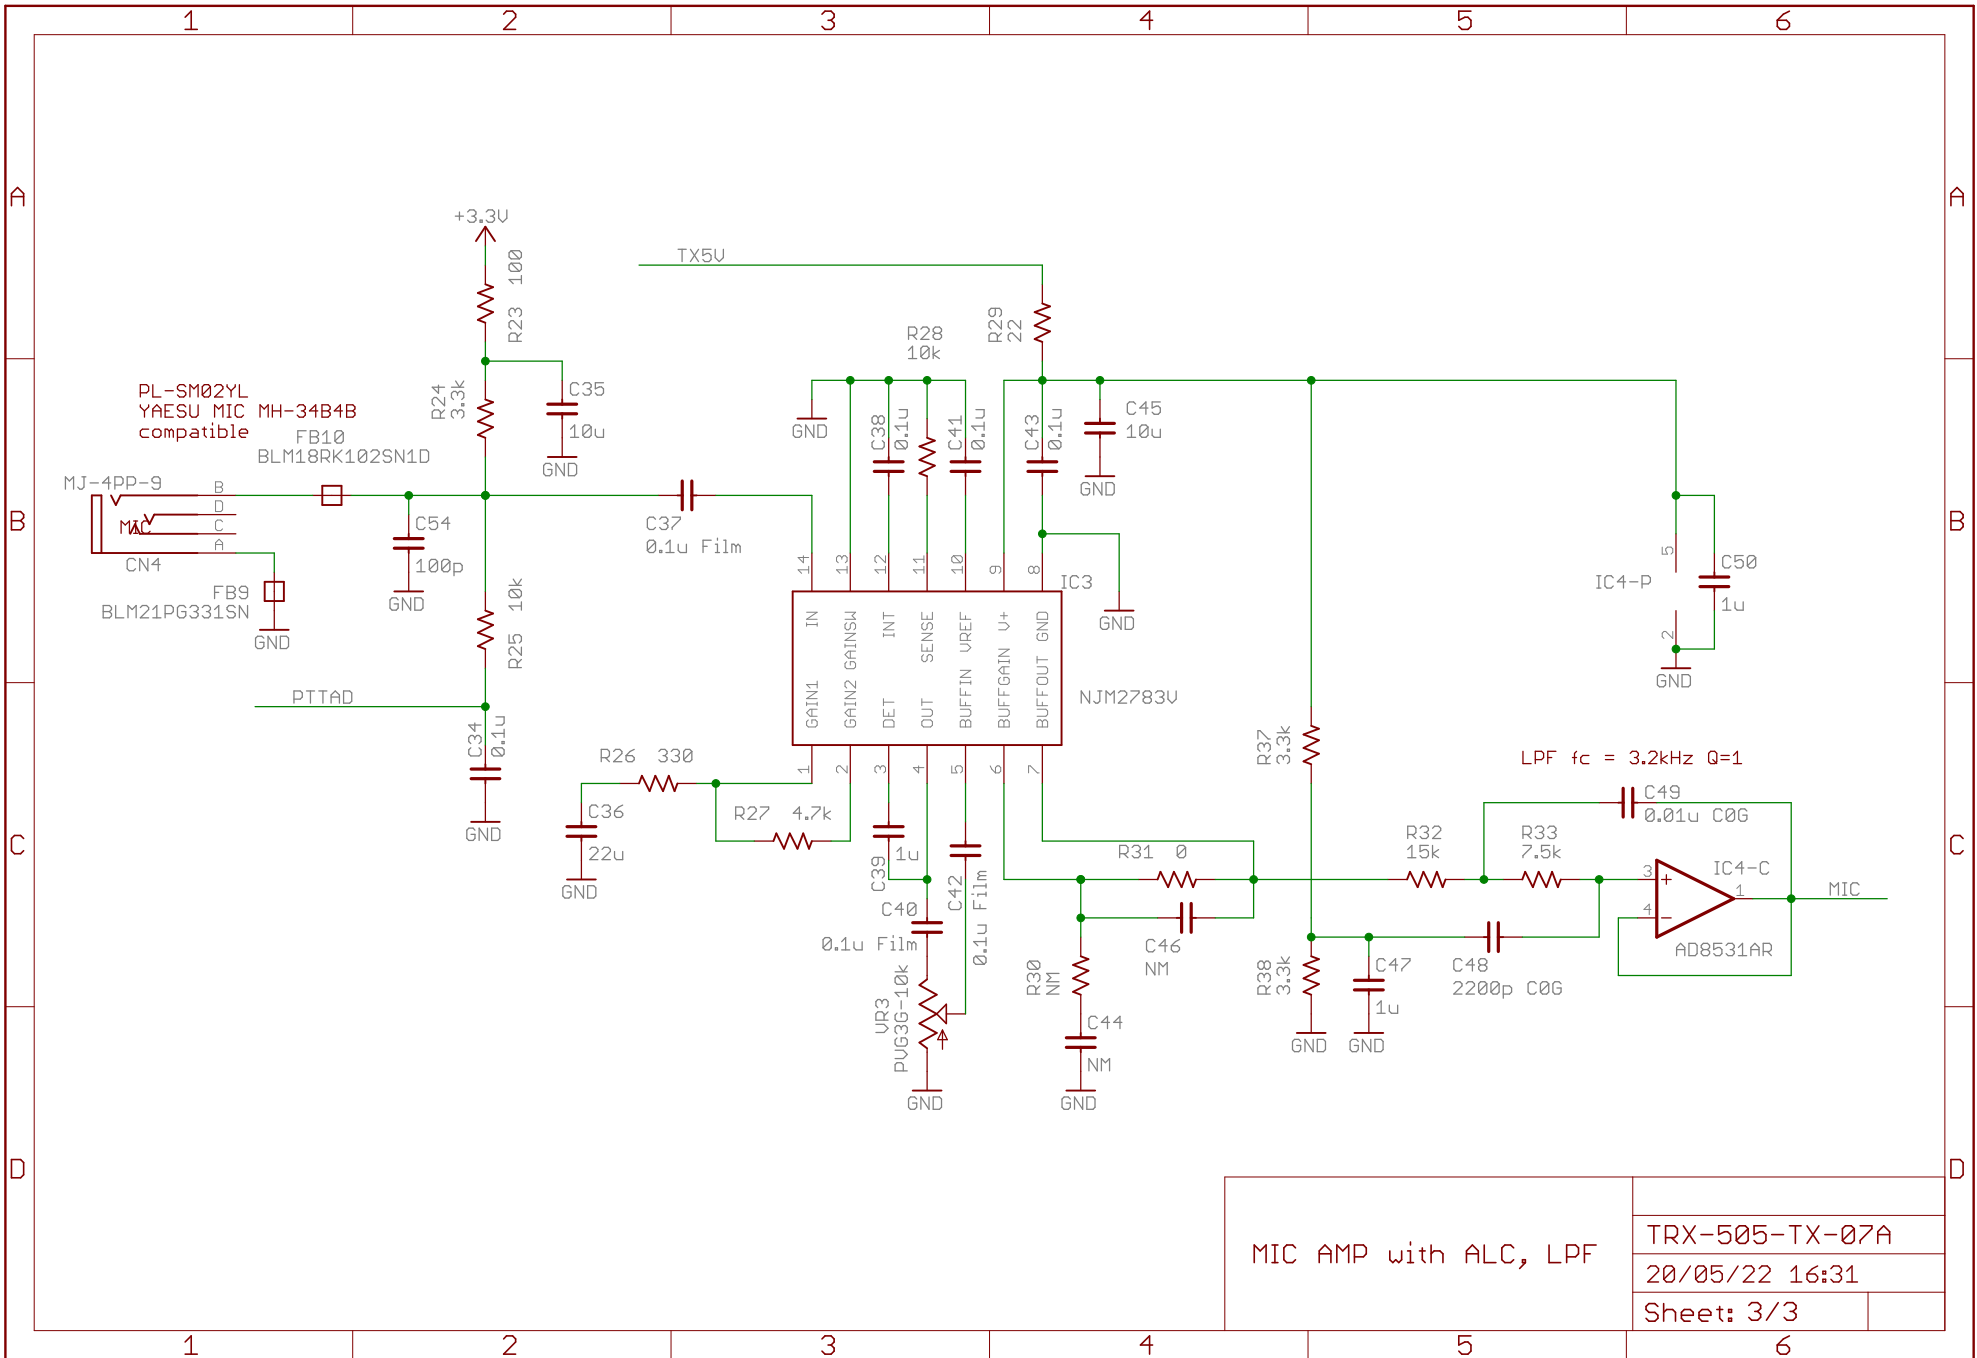 1 2 3 4 5 6
A A
+3.3V
100
R23
TX5V
R29
22
R28
10k
PL-SM02YL
YAESU MIC MH-34B4B
compatible
R24
3.3k
C35
10u
GND
FB10
BLM18RK102SN1D
GND
C38
0.1u
C41
0.1u
C43
0.1u
C45
10u
GND
MJ-4PP-9
B
D
C
A
MIC
CN4
B B
C54
100p
GND
C37
0.1u Film
FB9
BLM21PG331SN
GND
10k
R25
14
13
12
11
10
9
8
IC3
IN
GAINSW
INT
SENSE
VREF
V+
GND
GAIN1
GAIN2
DET
OUT
BUFFIN
BUFFGAIN
BUFFOUT
NJM2783V
GND
5
IC4-P
2
C50
1u
GND
PTTAD
C34
0.1u
GND
1
2
3
4
5
6
7
R26 330
C36
22u
GND
R27 4.7k
C39
1u
C40
0.1u Film
C42
0.1u Film
VR3
PVG3G-10k
GND
R31 0
C46
NM
R30
NM
C44
NM
GND
R37
3.3k
R38
3.3k
GND
C47
1u
GND
LPF fc = 3.2kHz Q=1
C49
0.01u C0G
R32
15k
R33
7.5k
C48
2200p C0G
IC4-C
3
+
4
-
1
AD8531AR
MIC
C C
D D
MIC AMP with ALC, LPF
TRX-505-TX-07A
20/05/22 16:31
Sheet: 3/3
1 2 3 4 5 6